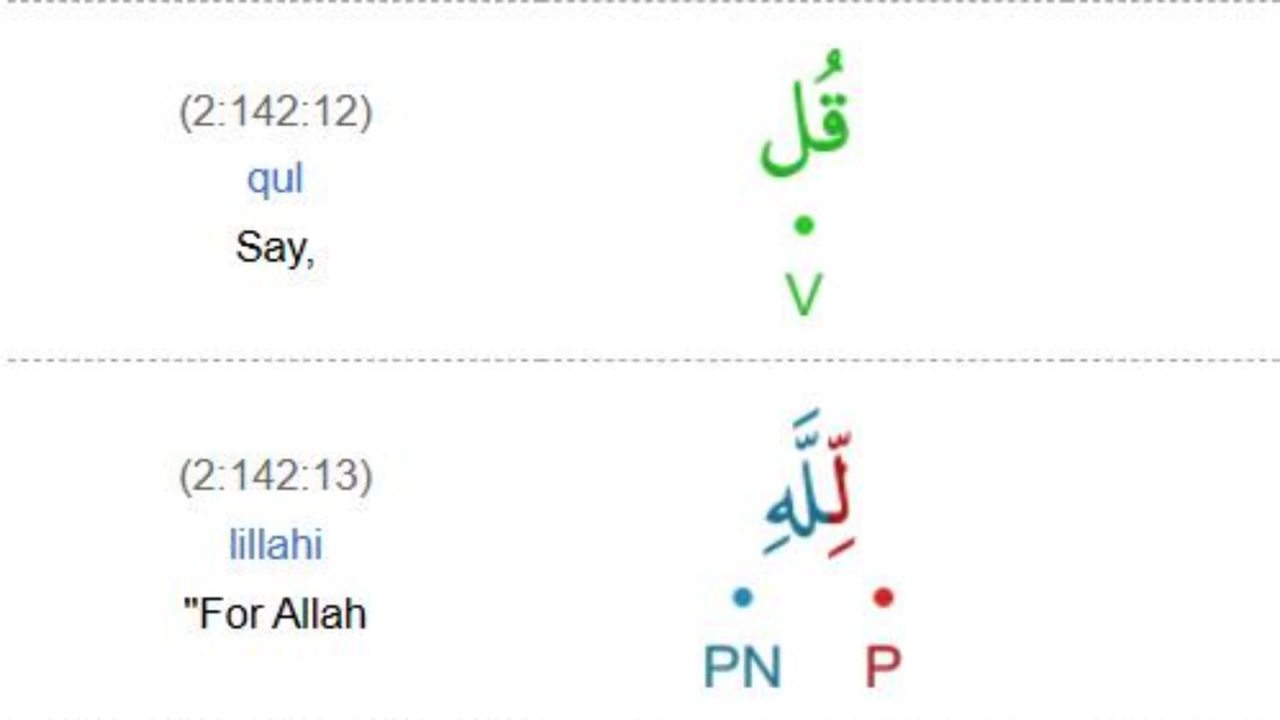 (2:142:12)
qul
Say,
قُل
V
(2:142:13)
lillahi
"For Allah
لِّلَّهِ
PN P